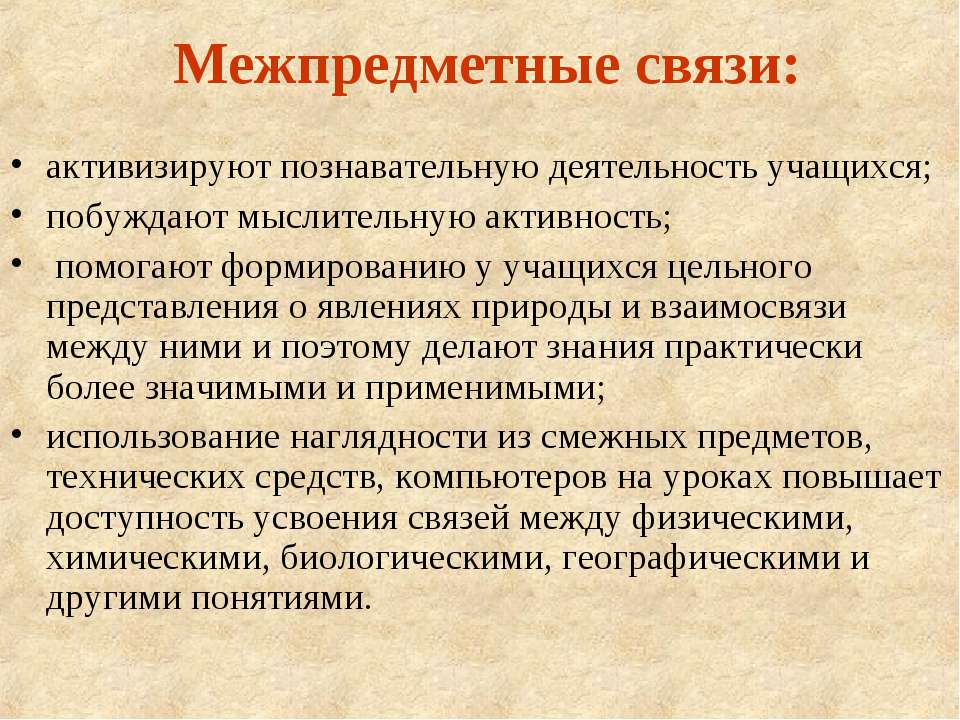 Межпредметные связи:
• активизируют познавательную деятельность учащихся;
• побуждают мыслительную активность;
• помогают формированию у учащихся цельного
представления о явлениях природы и взаимосвязи
между ними и поэтому делают знания практически
более значимыми и применимыми;
• использование наглядности из смежных предметов,
технических средств, компьютеров на уроках повышает
доступность усвоения связей между физическими,
химическими, биологическими, географическими и
другими понятиями.